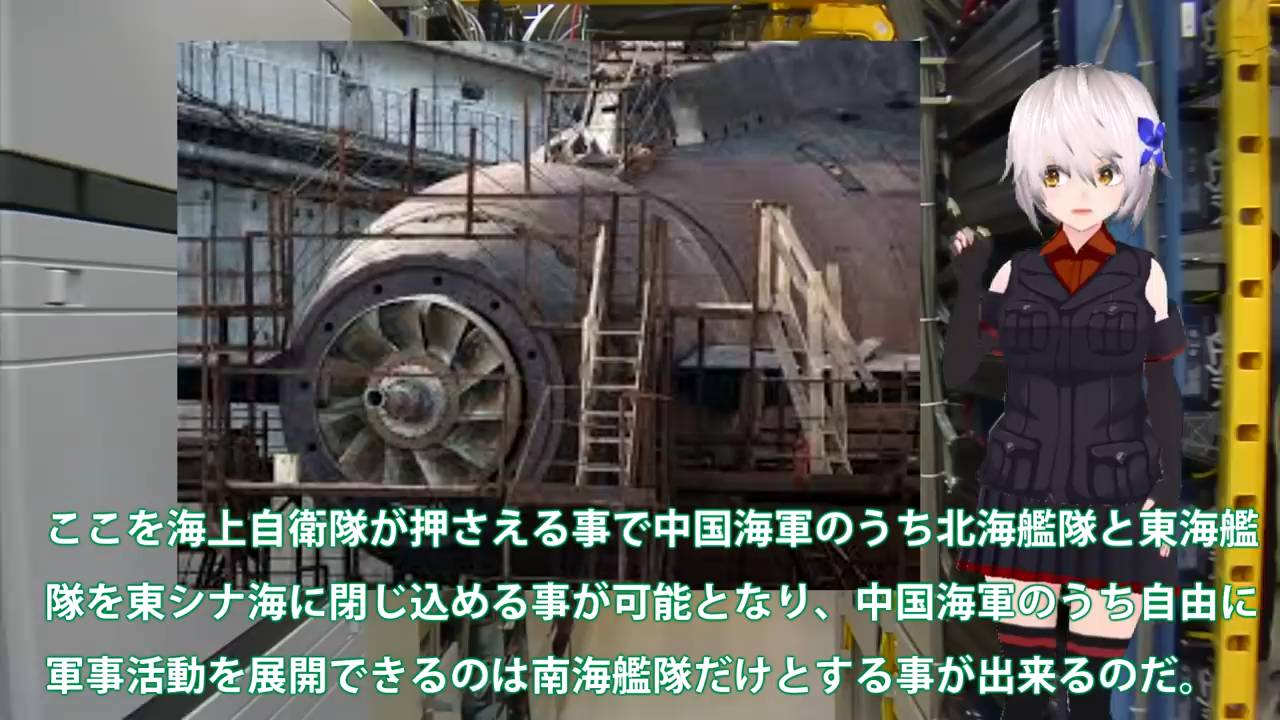 ここを海上自衛隊が押さえる事で中国海軍のうち北海艦隊と東海艦
隊を東シナ海に閉じ込める事が可能となり、中国海軍のうち自由に
軍事活動を展開できるのは南海艦隊だけとする事が出来るのだ。